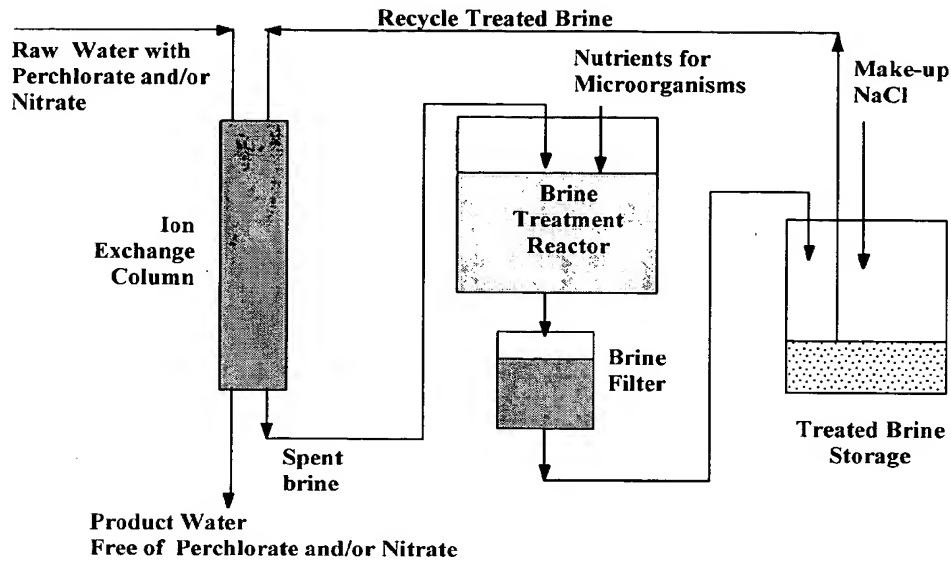 Recycle Treated Brine
Raw Water with
Perchlorate and/or
Nitrate
Nutrients for
Microorganisms
Make-up
NaCl
Ion
Exchange
Column
Brine
Treatment
Reactor
Brine
Filter
Spent
brine
Treated Brine
Storage
Product Water
Free of Perchlorate and/or Nitrate